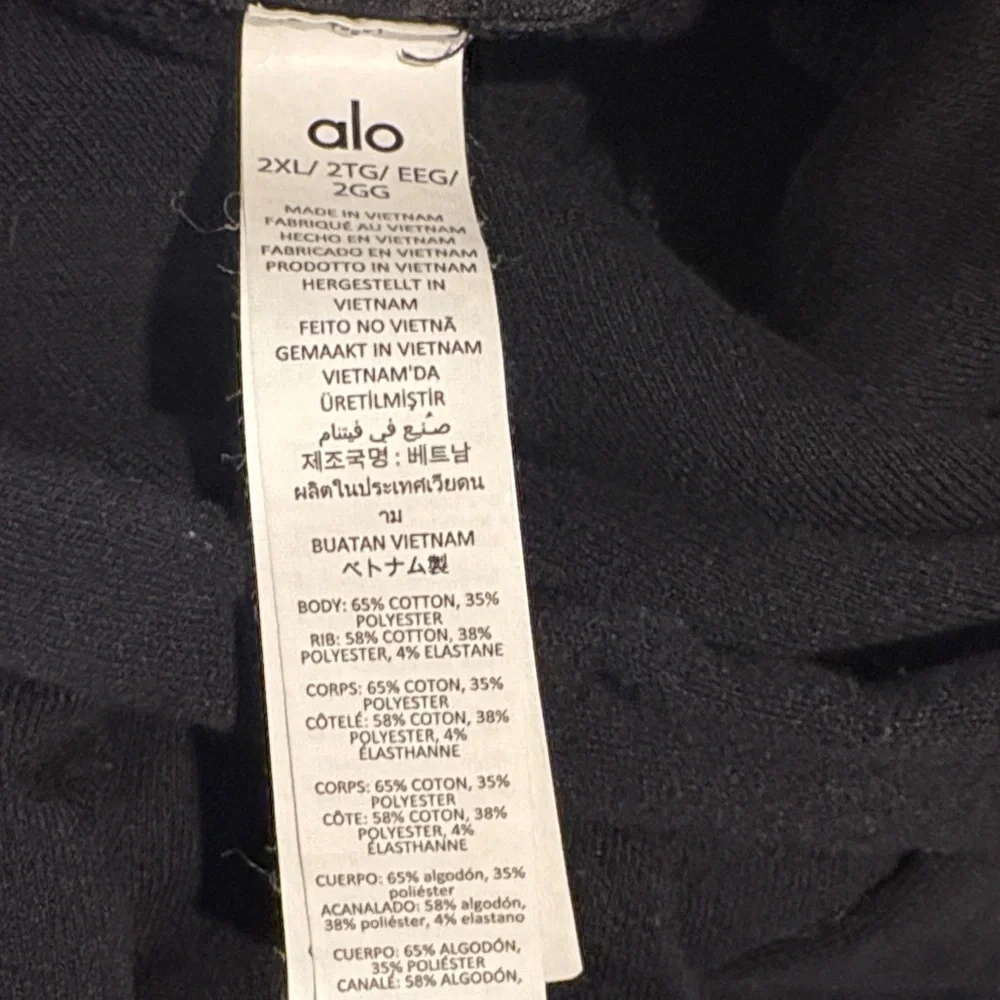 alo
2XL/ 2TG/ EEG/
2GG
MADE IN VIETNAM
FABRIQUÉ AU VIETNAM
HECHO EN VIETNAM
FABRICADO EN VIETNAM
PRODOTTO IN VIETNAM
HERGESTELLT IN
VIETNAM
FEITO NO VIETNÃ
GEMAAKT IN VIETNAM
VIETNAM'DA
ÜRETİLMİŞTİR
صُنع في فيتنام
제조국명 : 베트남
ผลิตในประเทศเวียดน
าม
BUATAN VIETNAM
ベトナム製
BODY: 65% COTTON, 35%
POLYESTER
RIB: 58% COTTON, 38%
POLYESTER, 4% ELASTANE
CORPS: 65% COTON, 35%
POLYESTER
CÔTELÉ: 58% COTON, 38%
POLYESTER, 4%
ÉLASTHANNE
CORPS: 65% COTON, 35%
POLYESTER
CÔTE: 58% COTON, 38%
POLYESTER, 4%
ÉLASTHANNE
CUERPO: 65% algodón, 35%
poliéster
ACANALADO: 58% algodón,
38% poliéster, 4% elastano
CUERPO: 65% ALGODÓN,
35% POLIÉSTER
CANALÉ: 58% ALGODÓN,